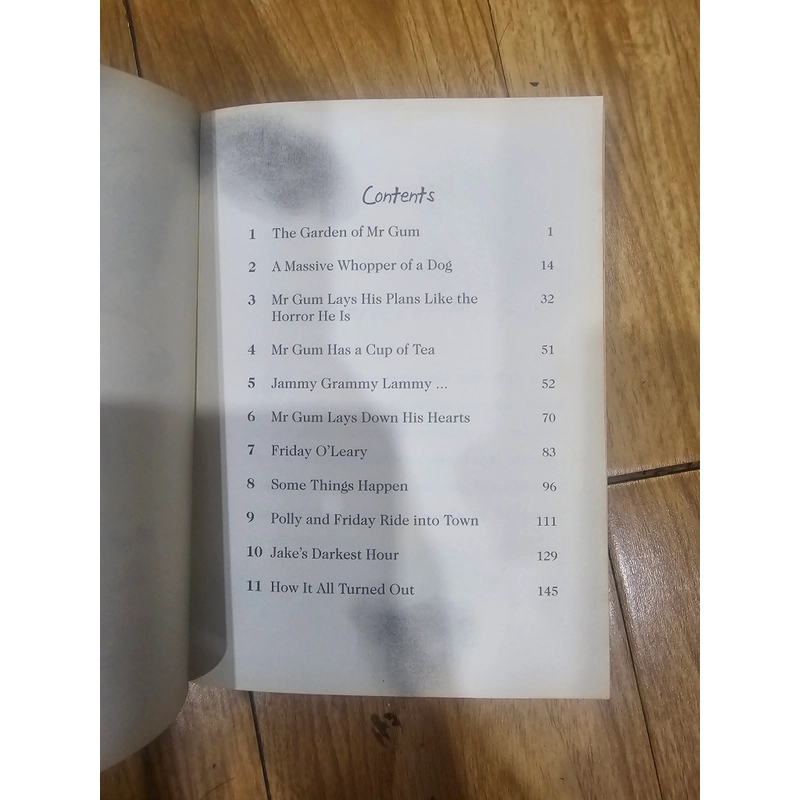 Contents
1 The Garden of Mr Gum 1
2 A Massive Whopper of a Dog 14
3 Mr Gum Lays His Plans Like the 32
Horror He Is
4 Mr Gum Has a Cup of Tea 51
5 Jammy Grammy Lammy ... 52
6 Mr Gum Lays Down His Hearts 70
7 Friday O'Leary 83
8 Some Things Happen 96
9 Polly and Friday Ride into Town 111
10 Jake's Darkest Hour 129
11 How It All Turned Out 145